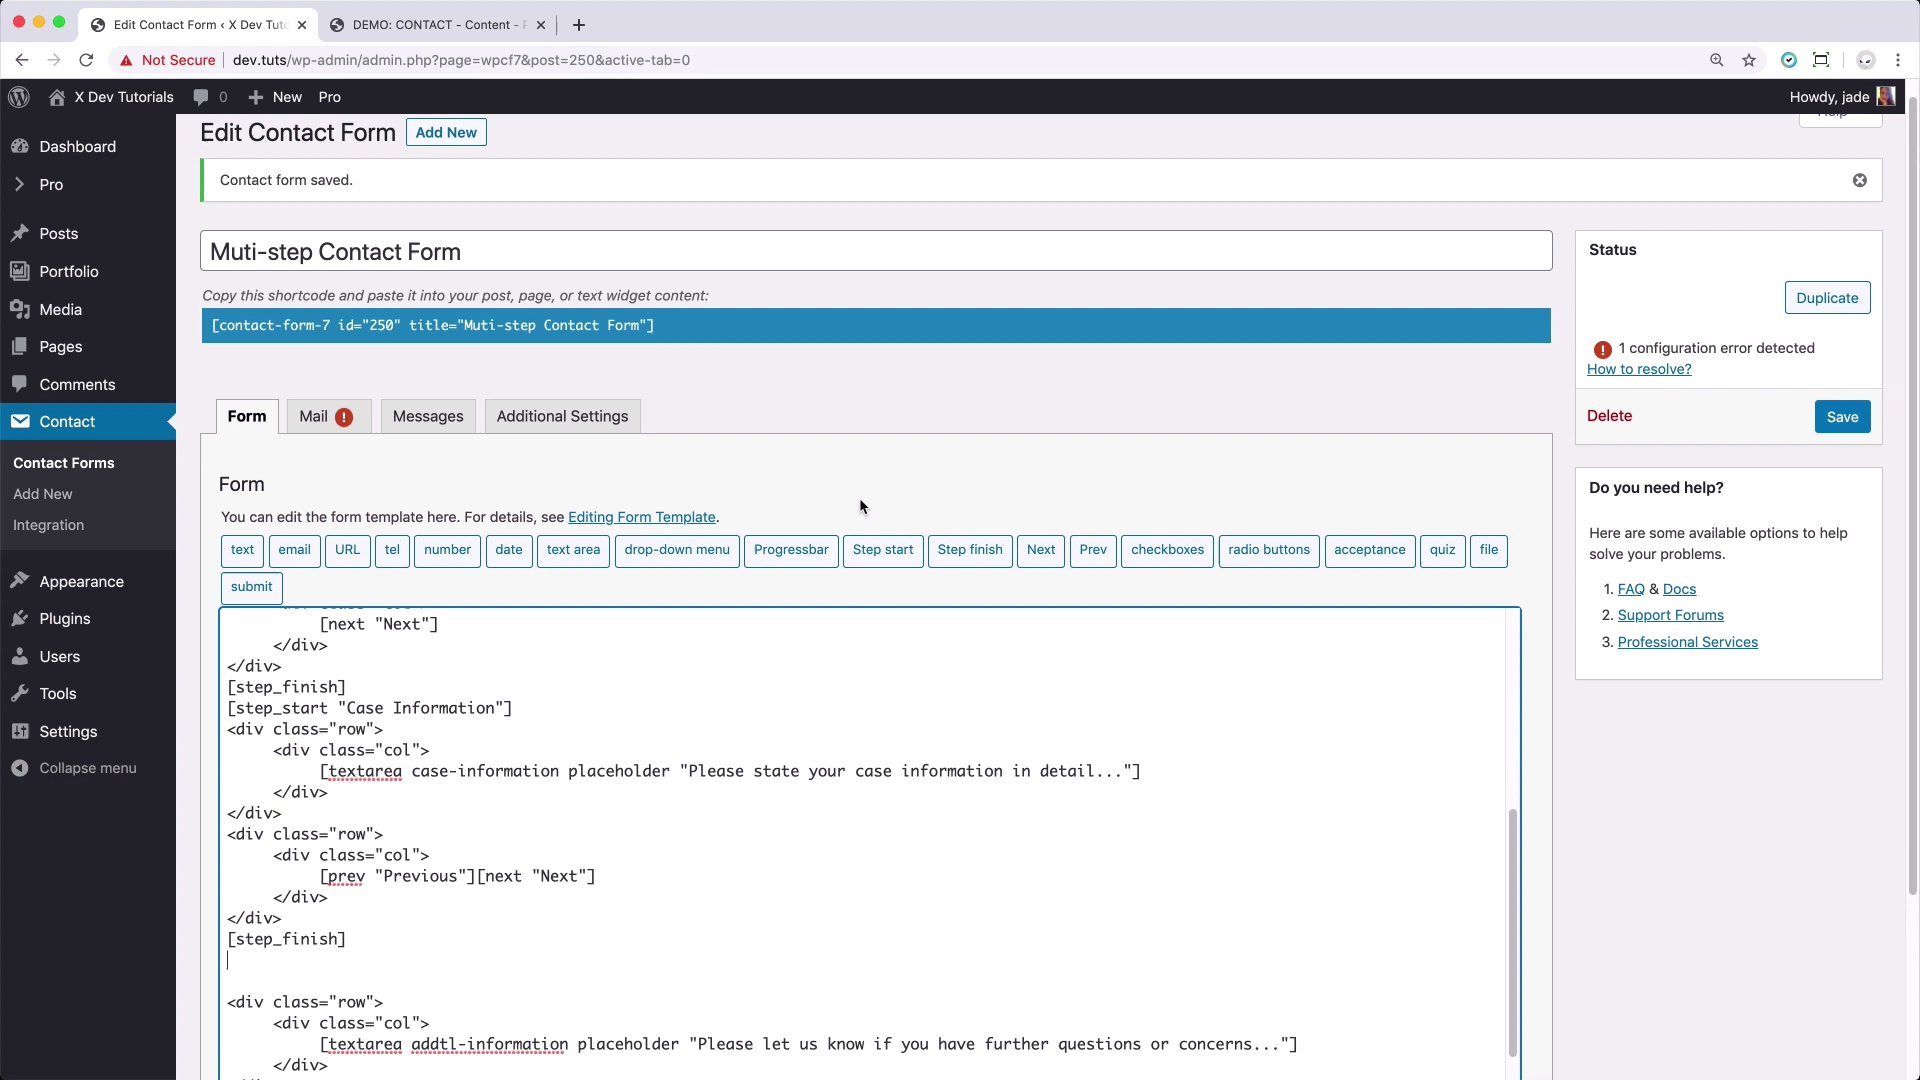 Edit Contact Form ‹ X Dev Tuto
DEMO: CONTACT - Content -
Not Secure
dev.tuts/wp-admin/admin.php?page=wpcf7&post=250&active-tab=0
X Dev Tutorials
0
New
Pro
Howdy, jade
Dashboard
Pro
Posts
Portfolio
Media
Pages
Comments
Contact
Contact Forms
Add New
Integration
Appearance
Plugins
Users
Tools
Settings
Collapse menu
Edit Contact Form
Add New
Help
Contact form saved.
Muti-step Contact Form
Copy this shortcode and paste it into your post, page, or text widget content:
[contact-form-7 id="250" title="Muti-step Contact Form"]
Form
Mail
Messages
Additional Settings
Form
You can edit the form template here. For details, see Editing Form Template.
text
email
URL
tel
number
date
text area
drop-down menu
Progressbar
Step start
Step finish
Next
Prev
checkboxes
radio buttons
acceptance
quiz
file
submit
[next "Next"]
</div>
</div>
[step_finish]
[step_start "Case Information"]
<div class="row">
<div class="col">
[textarea case-information placeholder "Please state your case information in detail..."]
</div>
</div>
<div class="row">
<div class="col">
[prev "Previous"][next "Next"]
</div>
</div>
[step_finish]
<div class="row">
<div class="col">
[textarea addtl-information placeholder "Please let us know if you have further questions or concerns..."]
</div>
Status
Duplicate
1 configuration error detected
How to resolve?
Delete
Save
Do you need help?
Here are some available options to help
solve your problems.
1. FAQ & Docs
2. Support Forums
3. Professional Services